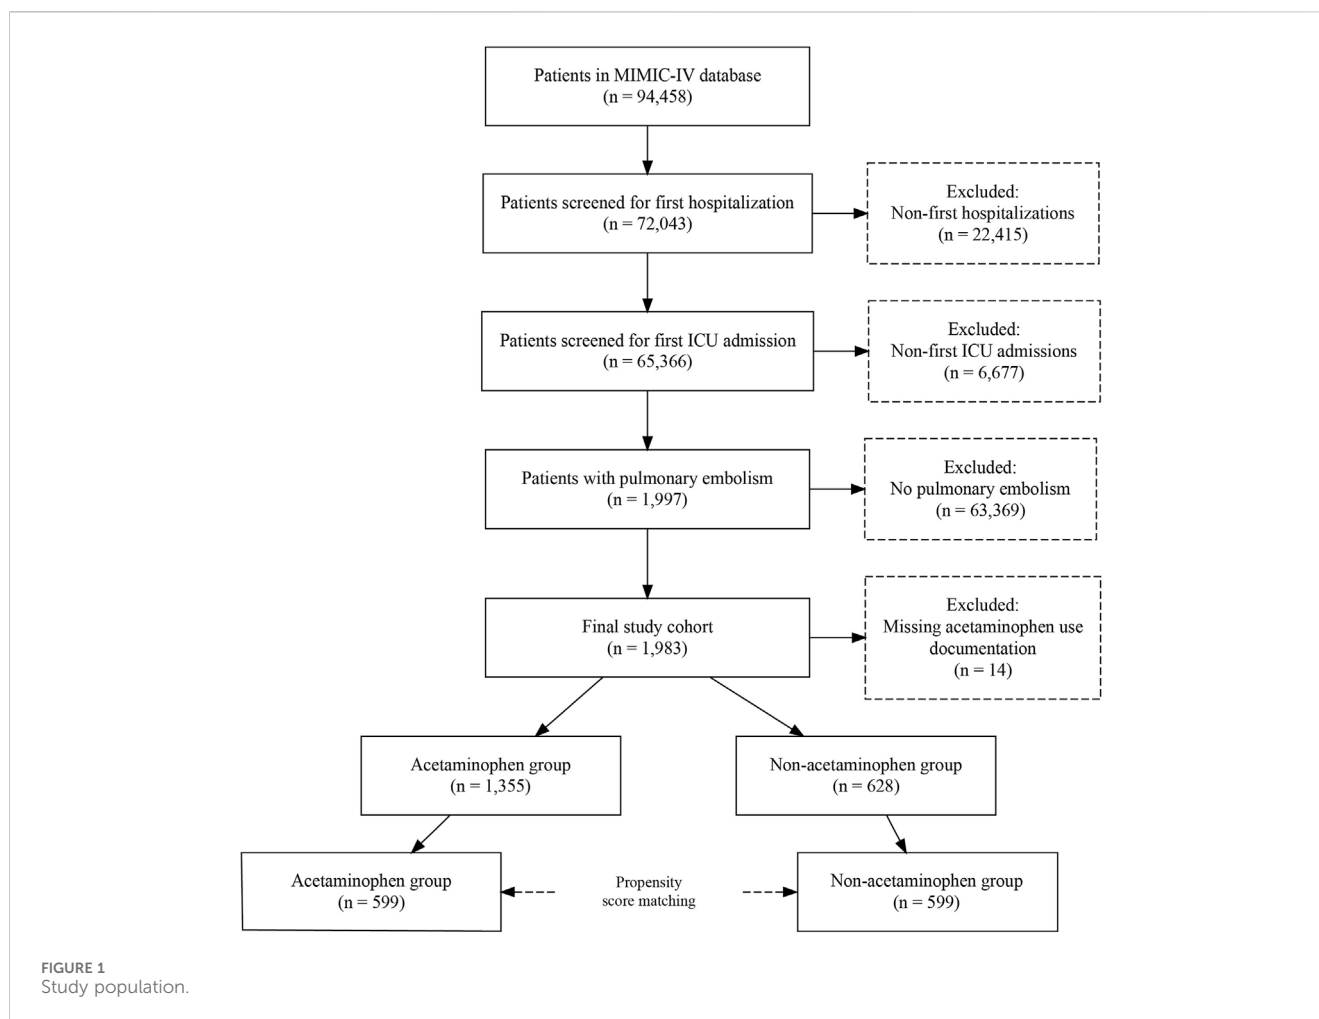 Patients in MIMIC-IV database
(n = 94,458)
Patients screened for first hospitalization
(n = 72,043)
Excluded:
Non-first hospitalizations
(n = 22,415)
Patients screened for first ICU admission
(n = 65,366)
Excluded:
Non-first ICU admissions
(n = 6,677)
Patients with pulmonary embolism
(n = 1,997)
Excluded:
No pulmonary embolism
(n = 63,369)
Final study cohort
(n = 1,983)
Excluded:
Missing acetaminophen use
documentation
(n = 14)
Acetaminophen group
(n = 1,355)
Non-acetaminophen group
(n = 628)
Acetaminophen group
(n = 599)
Propensity
score matching
Non-acetaminophen group
(n = 599)
FIGURE 1
Study population.